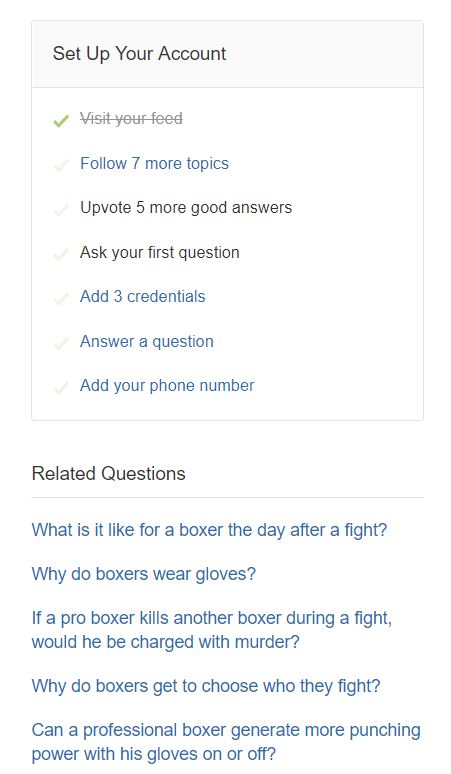 Set Up Your Account
Visit your feed
Follow 7 more topics
Upvote 5 more good answers
Ask your first question
Add 3 credentials
Answer a question
Add your phone number
Related Questions
What is it like for a boxer the day after a fight?
Why do boxers wear gloves?
If a pro boxer kills another boxer during a fight,
would he be charged with murder?
Why do boxers get to choose who they fight?
Can a professional boxer generate more punching
power with his gloves on or off?